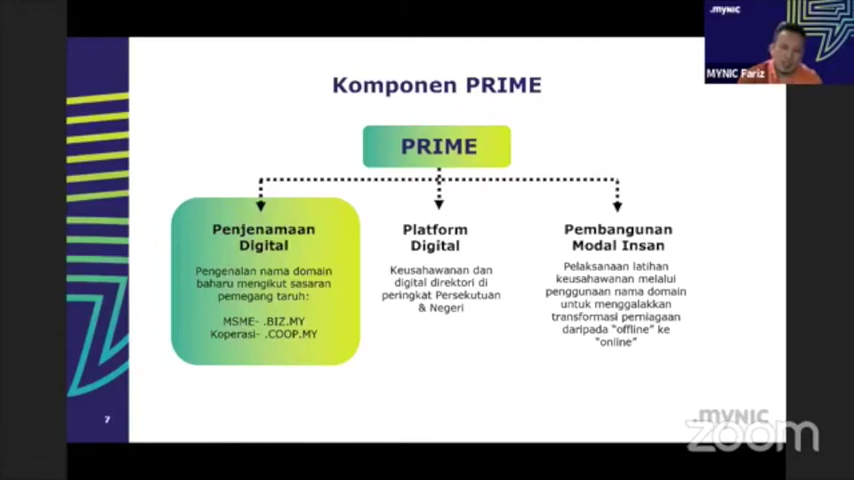 .mYNIC
MYNIC Fariz
Komponen PRIME
PRIME
Penjenamaan
Digital
Pengenalan nama domain
baharu mengikut sasaran
pemegang taruh:
MSME- .BIZ.MY
Koperasi- .COOP.MY
Platform
Digital
Keusahawanan dan
digital direktori di
peringkat Persekutuan
& Negeri
Pembangunan
Modal Insan
Pelaksanaan latihan
keusahawanan melalui
penggunaan nama domain
untuk menggalakkan
transformasi perniagaan
daripada "offline" ke
"online"
7
.mYNIC
zoom